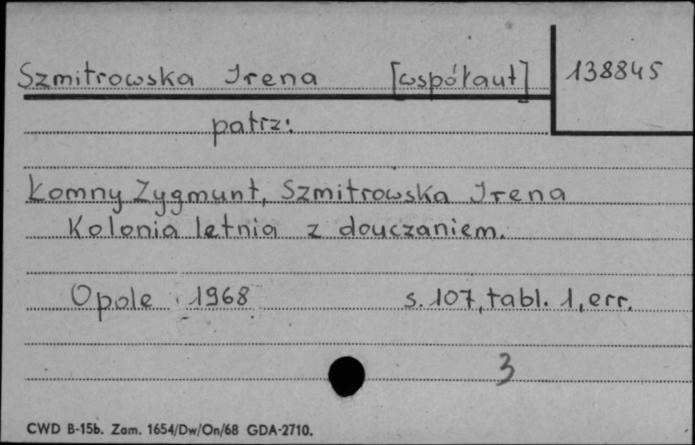 Szmitrowska Irena [współaut] 138845
patrz:
Łomny Zygmunt, Szmitrowska Irena
Kolonia letnia z douczaniem.
Opole 1968 s. 107, tabl. 1, err.
3
CWD B-15b. Zam. 1654/Dw/On/68 GDA-2710.